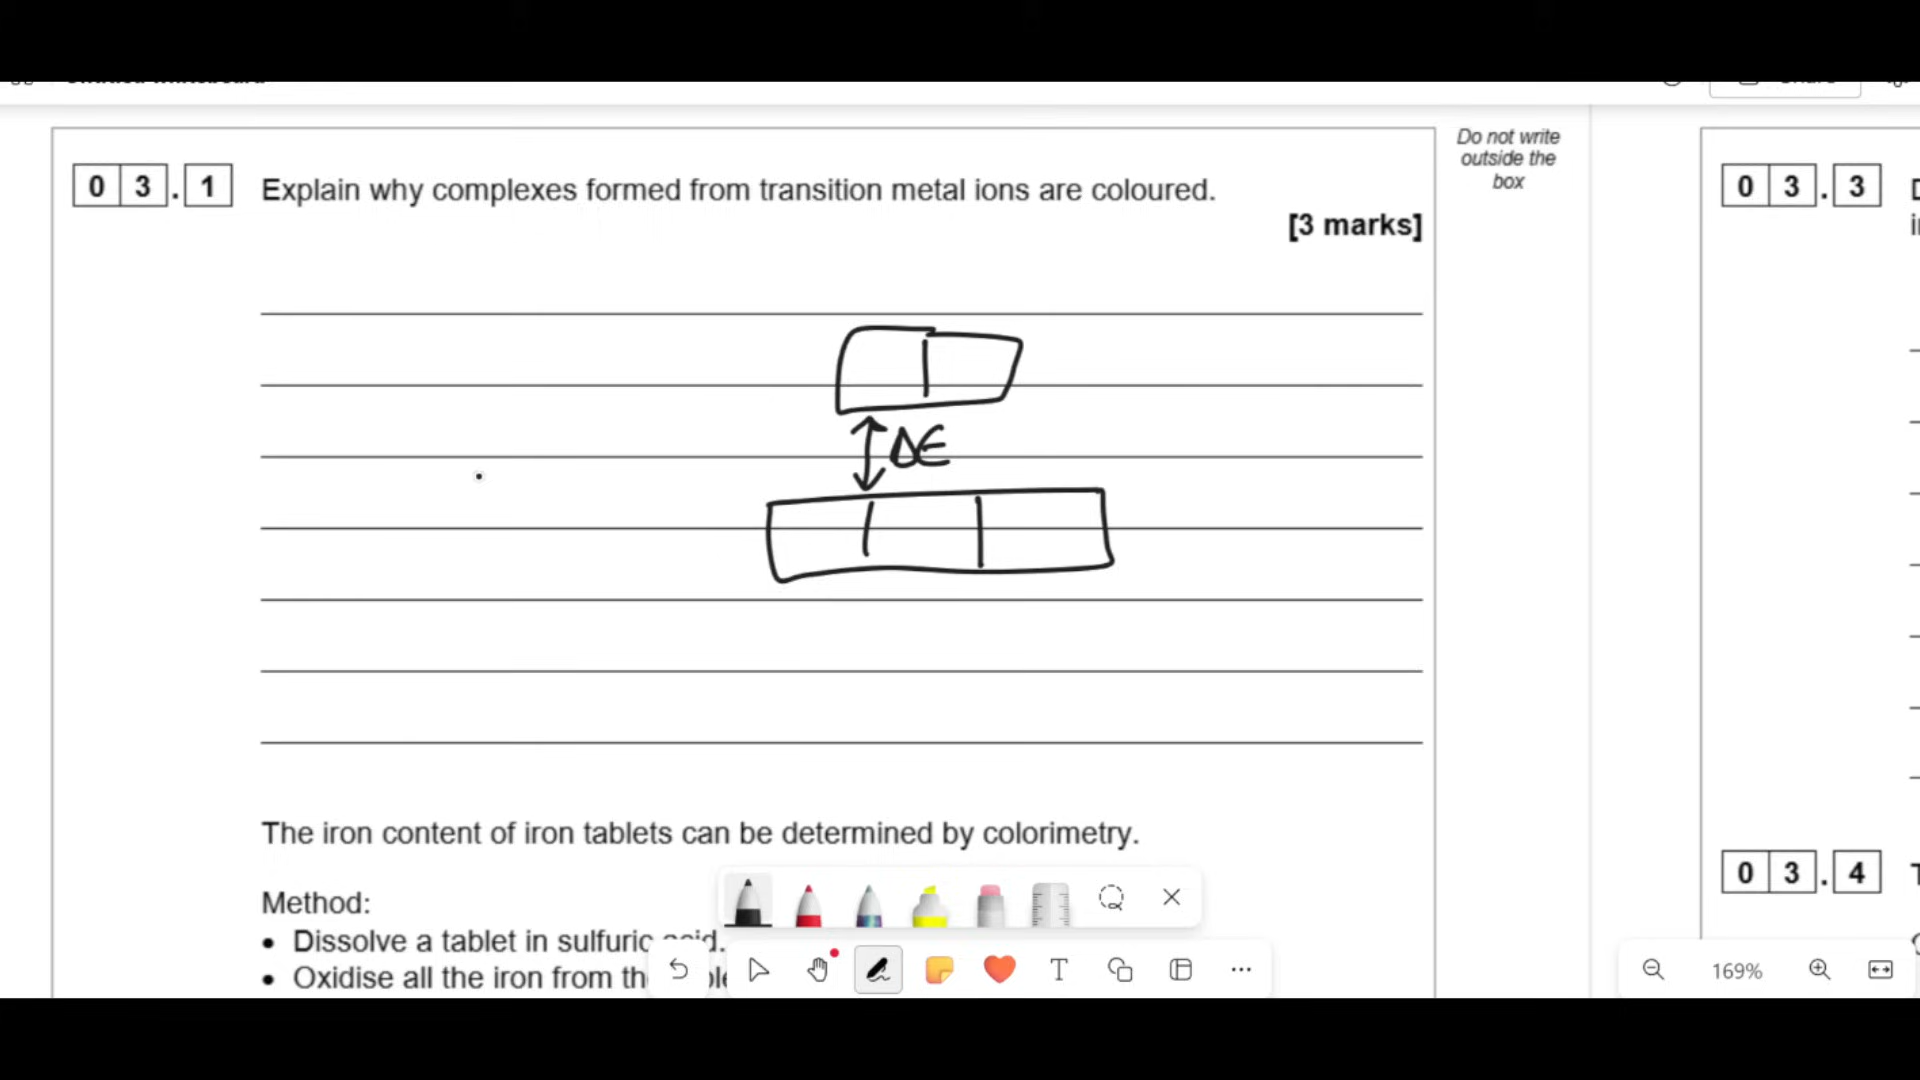 Do not write
outside the
box
0 3 . 1 Explain why complexes formed from transition metal ions are coloured.
[3 marks]
ΔE
The iron content of iron tablets can be determined by colorimetry.
Method:
• Dissolve a tablet in sulfuric acid.
• Oxidise all the iron from the
0 3 . 3
0 3 . 4
169%